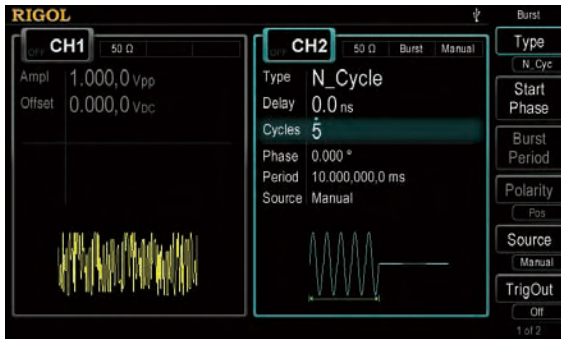 RIGOL
OFF CH1 50 Ω
Ampl 1.000,0 Vpp
Offset 0.000,0 VDC
OFF CH2 50 Ω Burst Manual
Type N_Cycle
Delay 0.0 ns
Cycles 5
Phase 0.000 °
Period 10.000,000,0 ms
Source Manual
Burst
Type
N_Cyc
Start
Phase
Burst
Period
Polarity
Pos
Source
Manual
TrigOut
Off
1 of 2